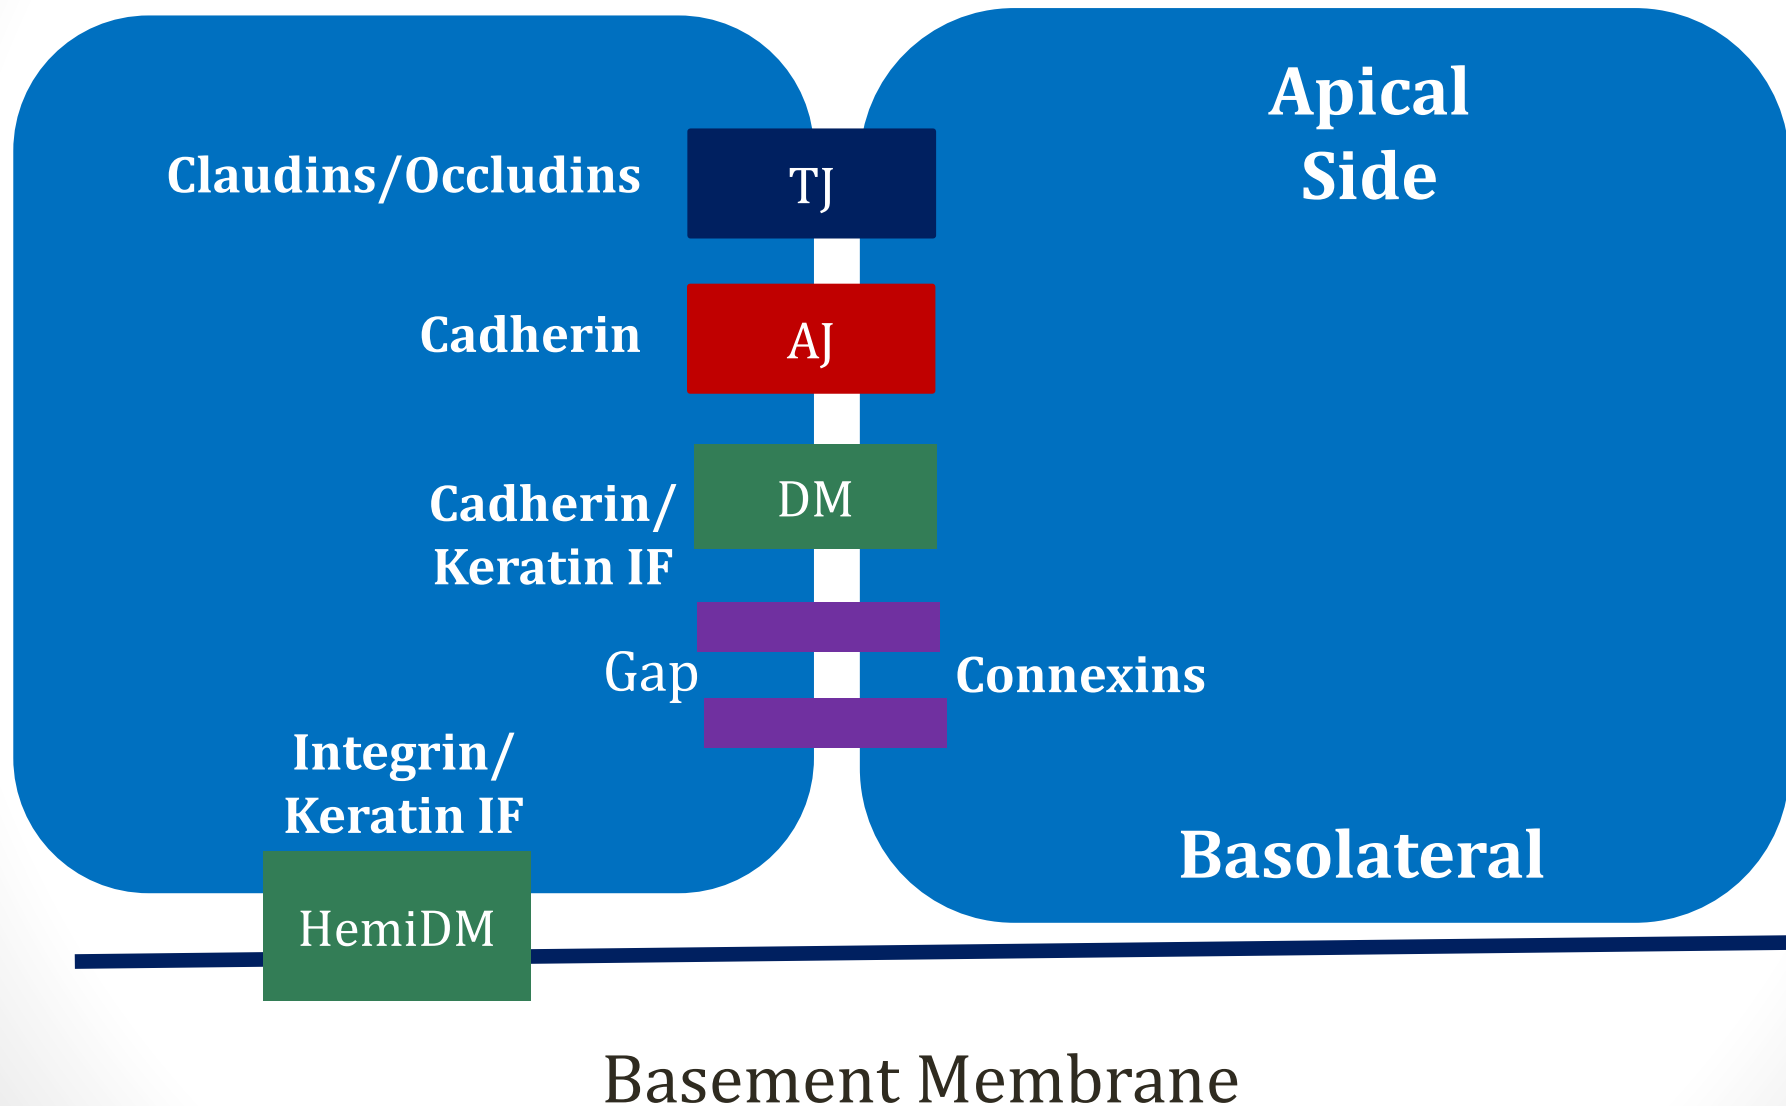 Apical
Side
Claudins/Occludins
TJ
Cadherin
AJ
Cadherin/
Keratin IF
DM
Gap
Connexins
Integrin/
Keratin IF
Basolateral
HemiDM
Basement Membrane